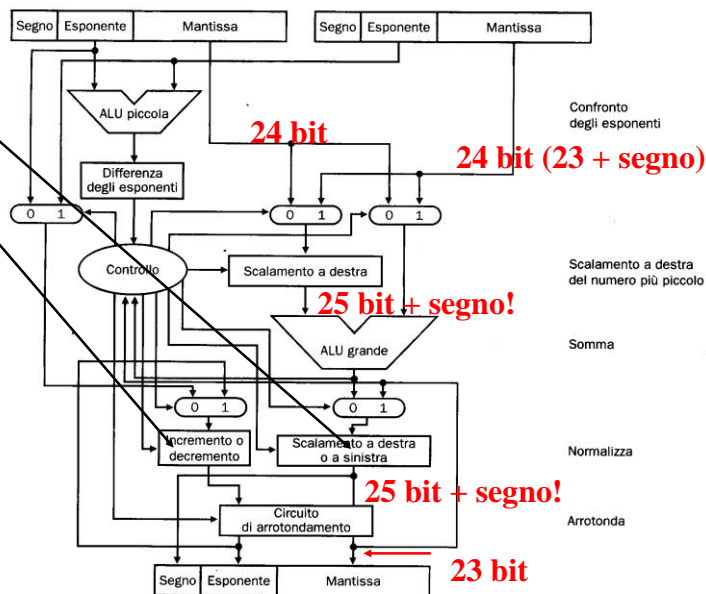 Segno Esponente Mantissa
Segno Esponente Mantissa
ALU piccola
Confronto
degli esponenti
24 bit
24 bit (23 + segno)
Differenza
degli esponenti
0 1
0 1
0 1
Controllo
Scalamento a destra
Scalamento a destra
del numero più piccolo
25 bit + segno!
ALU grande
Somma
0 1
0 1
Incremento o
decremento
Scalamento a destra
o a sinistra
Normalizza
25 bit + segno!
Circuito
di arrotondamento
Arrotonda
23 bit
Segno Esponente Mantissa